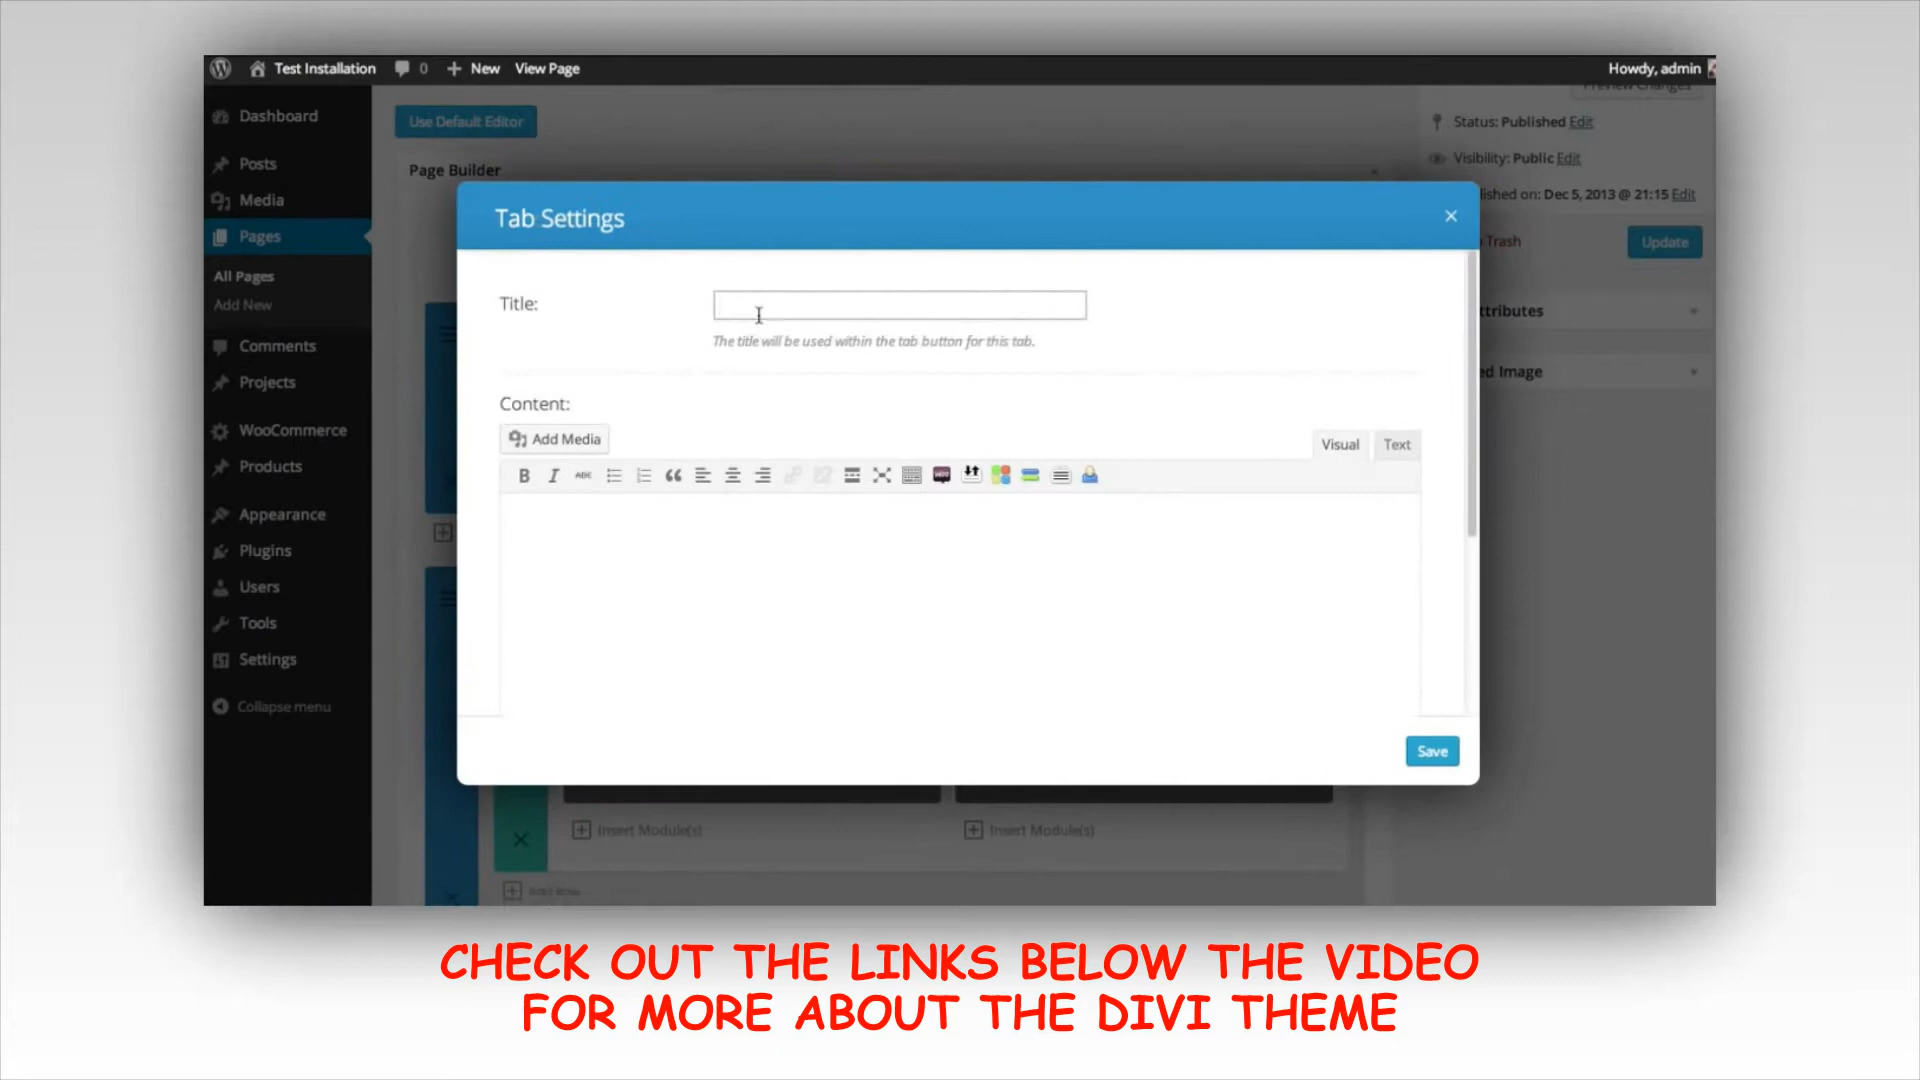 Test Installation 0 New View Page Howdy, admin
Dashboard
Posts
Media
Pages
All Pages
Add New
Comments
Projects
WooCommerce
Products
Appearance
Plugins
Users
Tools
Settings
Collapse menu
Use Default Editor
Page Builder
Preview Changes
Status: Published Edit
Visibility: Public Edit
lished on: Dec 5, 2013 @ 21:15 Edit
Trash
Update
ttributes
ed Image
Tab Settings
Title:
The title will be used within the tab button for this tab.
Content:
Add Media
Visual Text
B I ABC
Save
Insert Module(s) Insert Module(s)
CHECK OUT THE LINKS BELOW THE VIDEO
FOR MORE ABOUT THE DIVI THEME